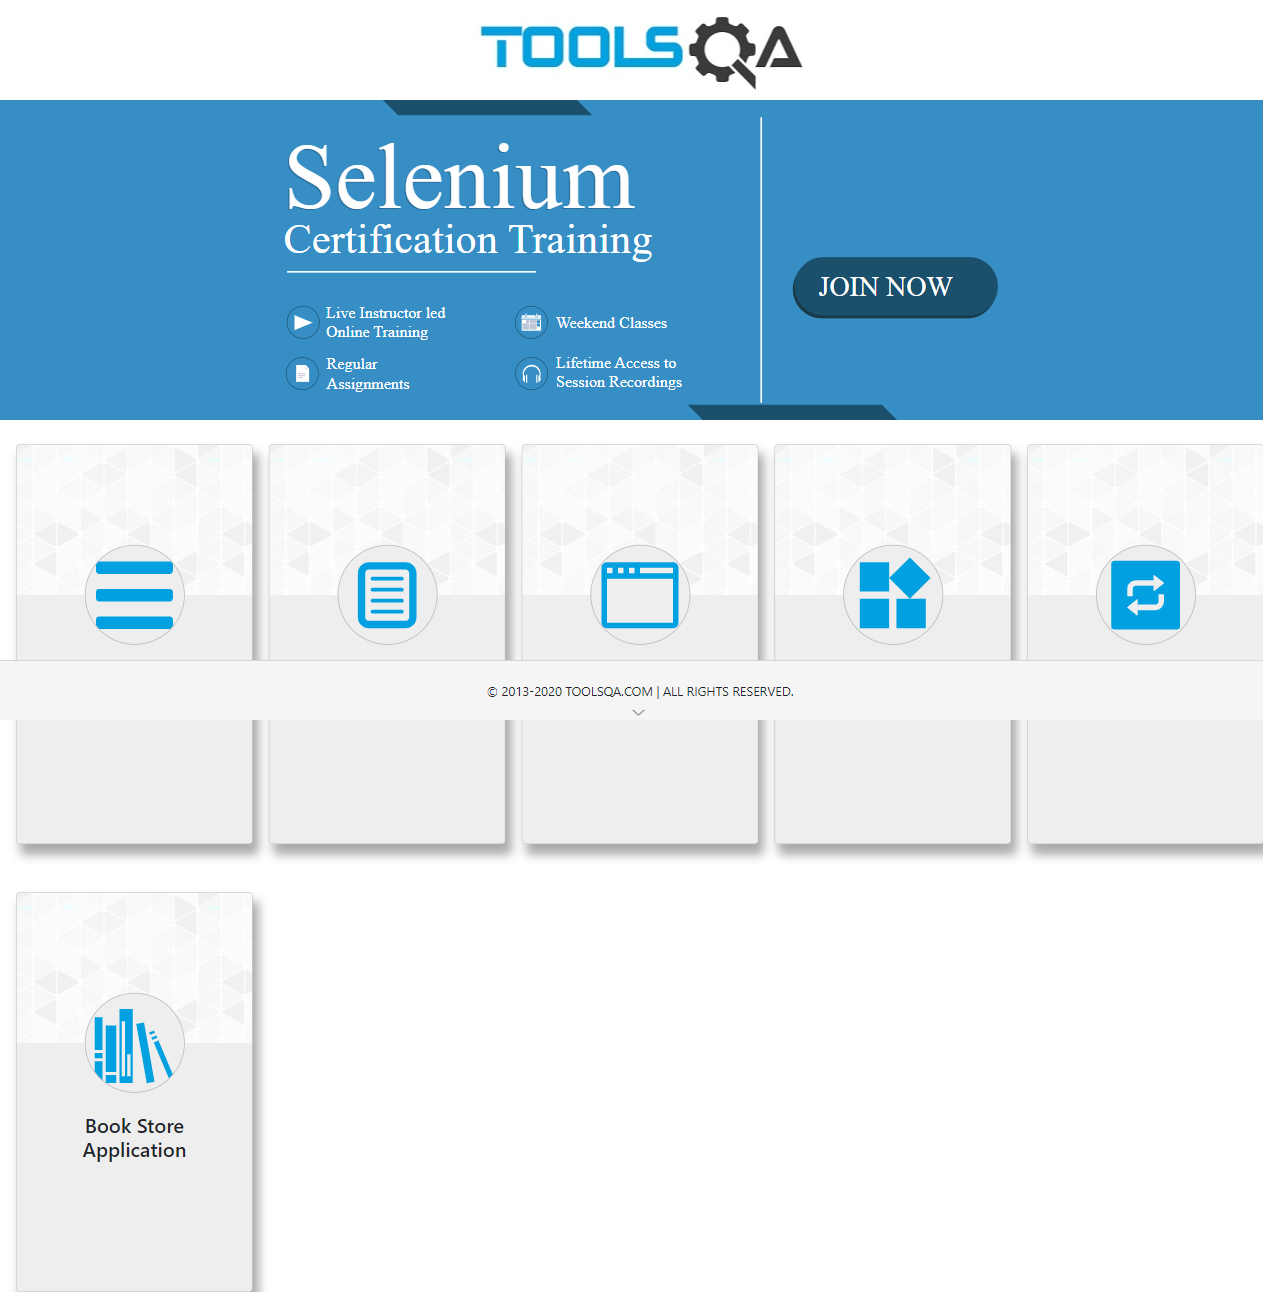 TOOLSQA
Selenium
Certification Training
Live Instructor led
Online Training
Weekend Classes
Regular
Assignments
Lifetime Access to
Session Recordings
JOIN NOW
© 2013-2020 TOOLSQA.COM | ALL RIGHTS RESERVED.
Book Store
Application